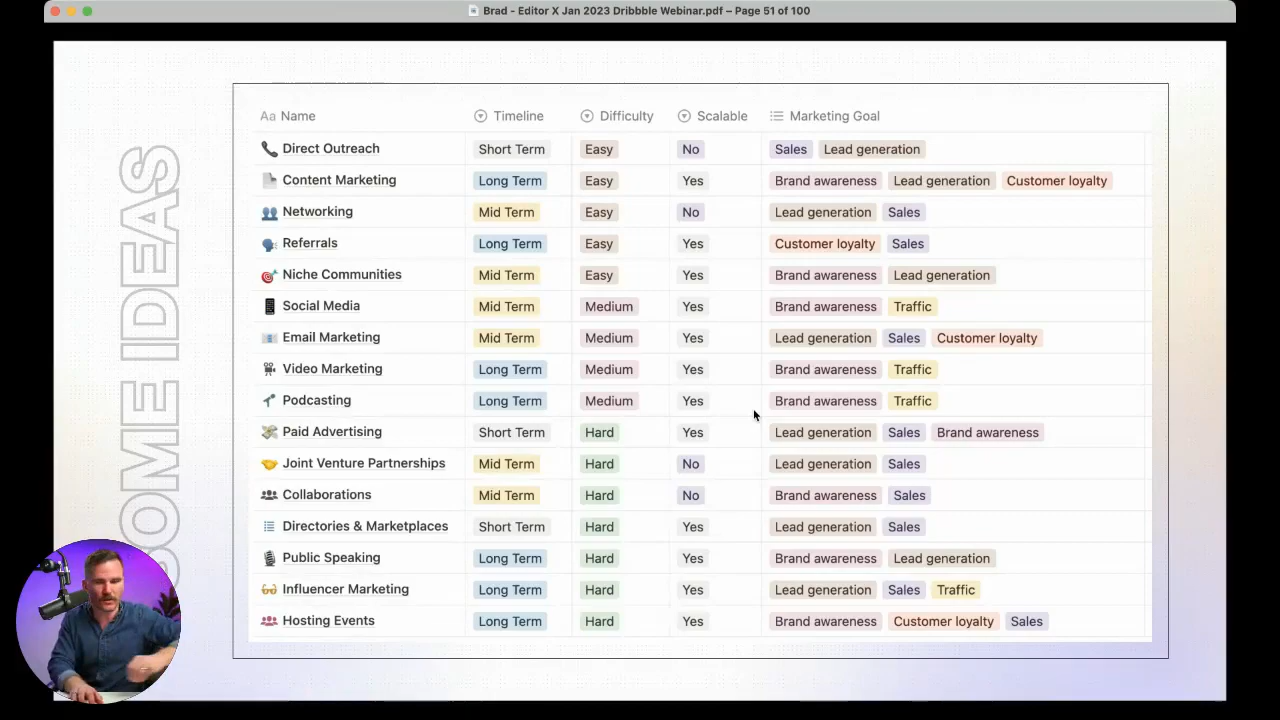 Brad - Editor X Jan 2023 Dribbble Webinar.pdf – Page 51 of 100
SOME IDEAS
Aa Name Timeline Difficulty Scalable Marketing Goal
Direct Outreach Short Term Easy No Sales Lead generation
Content Marketing Long Term Easy Yes Brand awareness Lead generation Customer loyalty
Networking Mid Term Easy No Lead generation Sales
Referrals Long Term Easy Yes Customer loyalty Sales
Niche Communities Mid Term Easy Yes Brand awareness Lead generation
Social Media Mid Term Medium Yes Brand awareness Traffic
Email Marketing Mid Term Medium Yes Lead generation Sales Customer loyalty
Video Marketing Long Term Medium Yes Brand awareness Traffic
Podcasting Long Term Medium Yes Brand awareness Traffic
Paid Advertising Short Term Hard Yes Lead generation Sales Brand awareness
Joint Venture Partnerships Mid Term Hard No Lead generation Sales
Collaborations Mid Term Hard No Brand awareness Sales
Directories & Marketplaces Short Term Hard Yes Lead generation Sales
Public Speaking Long Term Hard Yes Brand awareness Lead generation
Influencer Marketing Long Term Hard Yes Lead generation Sales Traffic
Hosting Events Long Term Hard Yes Brand awareness Customer loyalty Sales